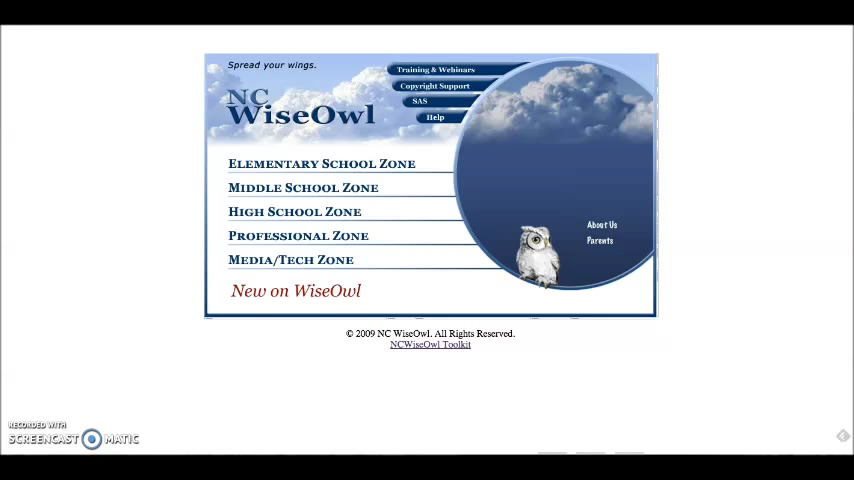 Spread your wings.
NC
WiseOwl
Training & Webinars
Copyright Support
SAS
Help
Elementary School Zone
Middle School Zone
High School Zone
Professional Zone
Media/Tech Zone
New on WiseOwl
About Us
Parents
© 2009 NC WiseOwl. All Rights Reserved.
NCWiseOwl Toolkit
RECORDED WITH
SCREENCAST MATIC